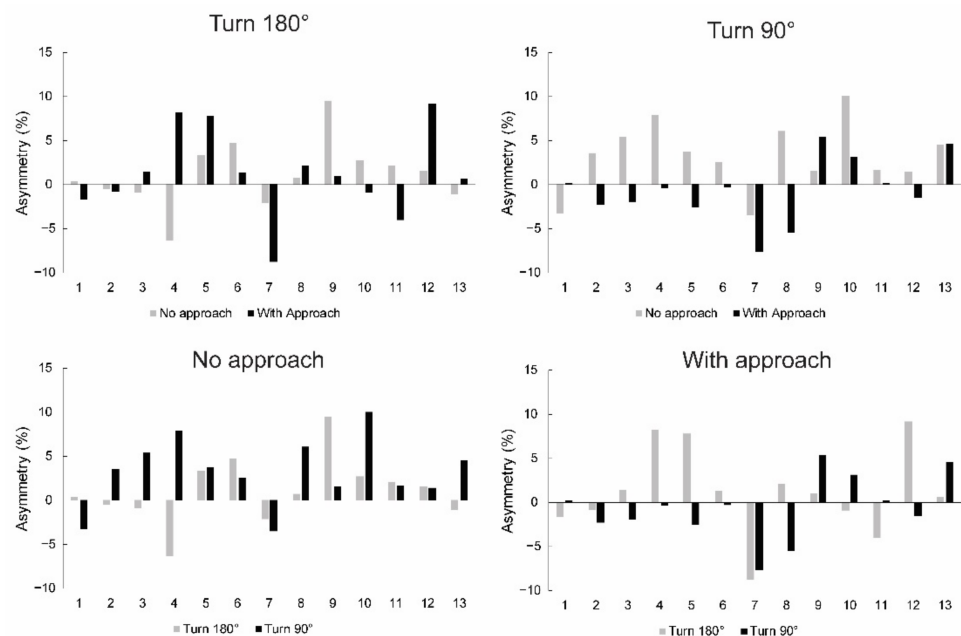 Turn 180°
Asymmetry (%)
15
10
5
0
−5
−10
1 2 3 4 5 6 7 8 9 10 11 12 13
No approach With Approach
Turn 90°
Asymmetry (%)
15
10
5
0
−5
−10
1 2 3 4 5 6 7 8 9 10 11 12 13
No approach With Approach
No approach
Asymmetry (%)
15
10
5
0
−5
−10
1 2 3 4 5 6 7 8 9 10 11 12 13
Turn 180° Turn 90°
With approach
Asymmetry (%)
15
10
5
0
−5
−10
1 2 3 4 5 6 7 8 9 10 11 12 13
Turn 180° Turn 90°